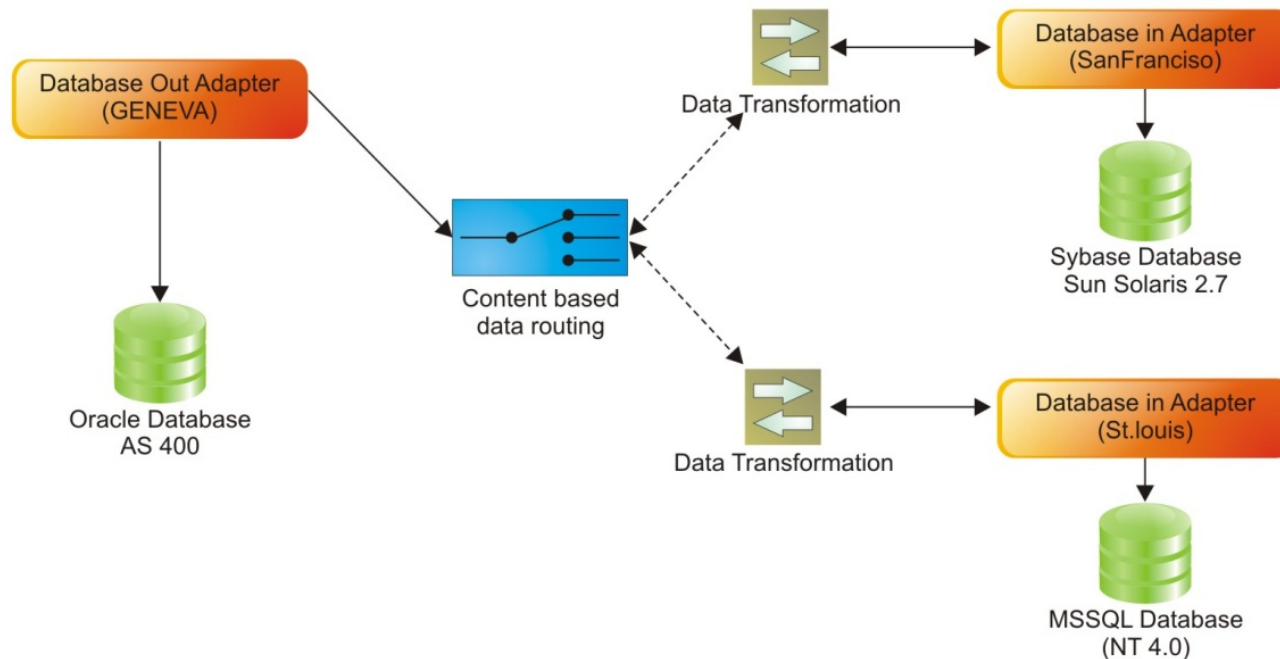 Database Out Adapter
(GENEVA)
Oracle Database
AS 400
Content based
data routing
Data Transformation
Database in Adapter
(SanFranciso)
Sybase Database
Sun Solaris 2.7
Data Transformation
Database in Adapter
(St.louis)
MSSQL Database
(NT 4.0)